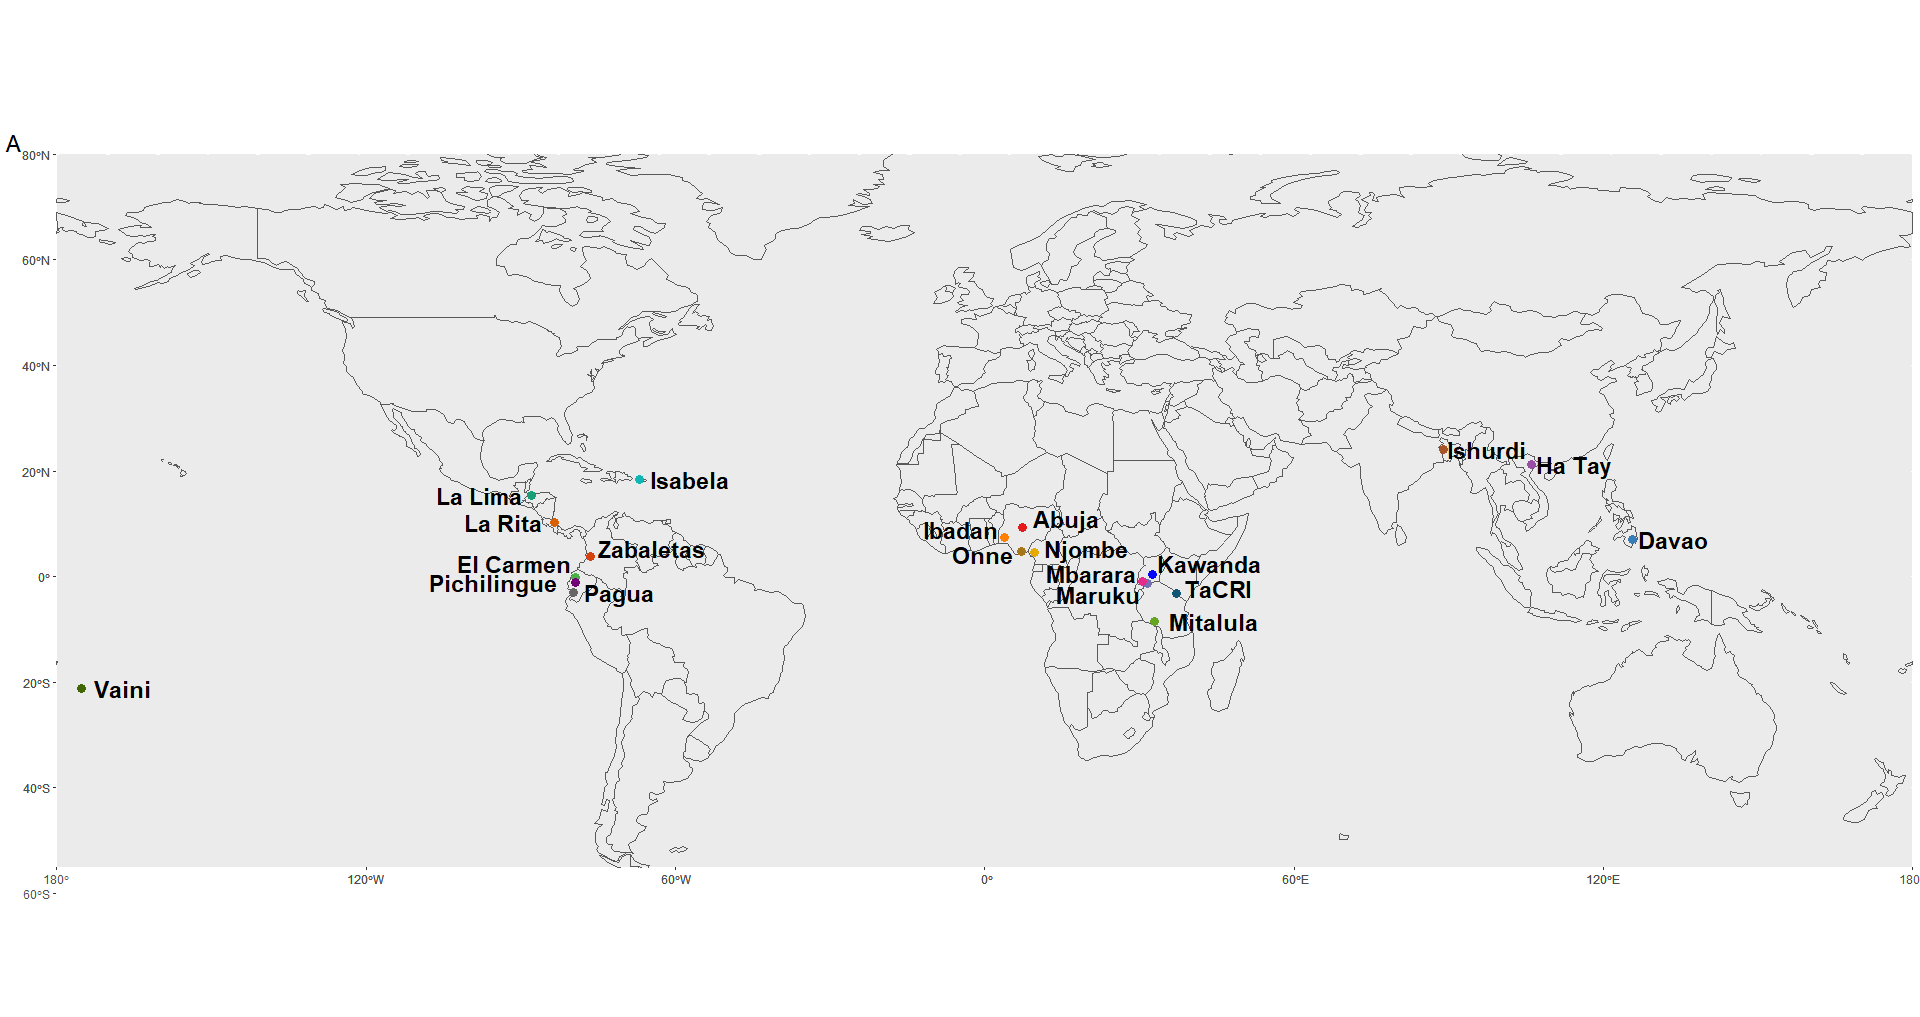 A
80°N
60°N
40°N
20°N
0°
20°S
40°S
60°S
Isabela
La Lima
La Rita
Zabaletas
El Carmen
Pichilingue
Pagua
Vaini
Abuja
Ibadan
Onne
Njombe
Kawanda
Mbarara
TaCRI
Maruku
Mitalula
Ishurdi
Ha Tay
Davao
180°
120°W
60°W
0°
60°E
120°E
180